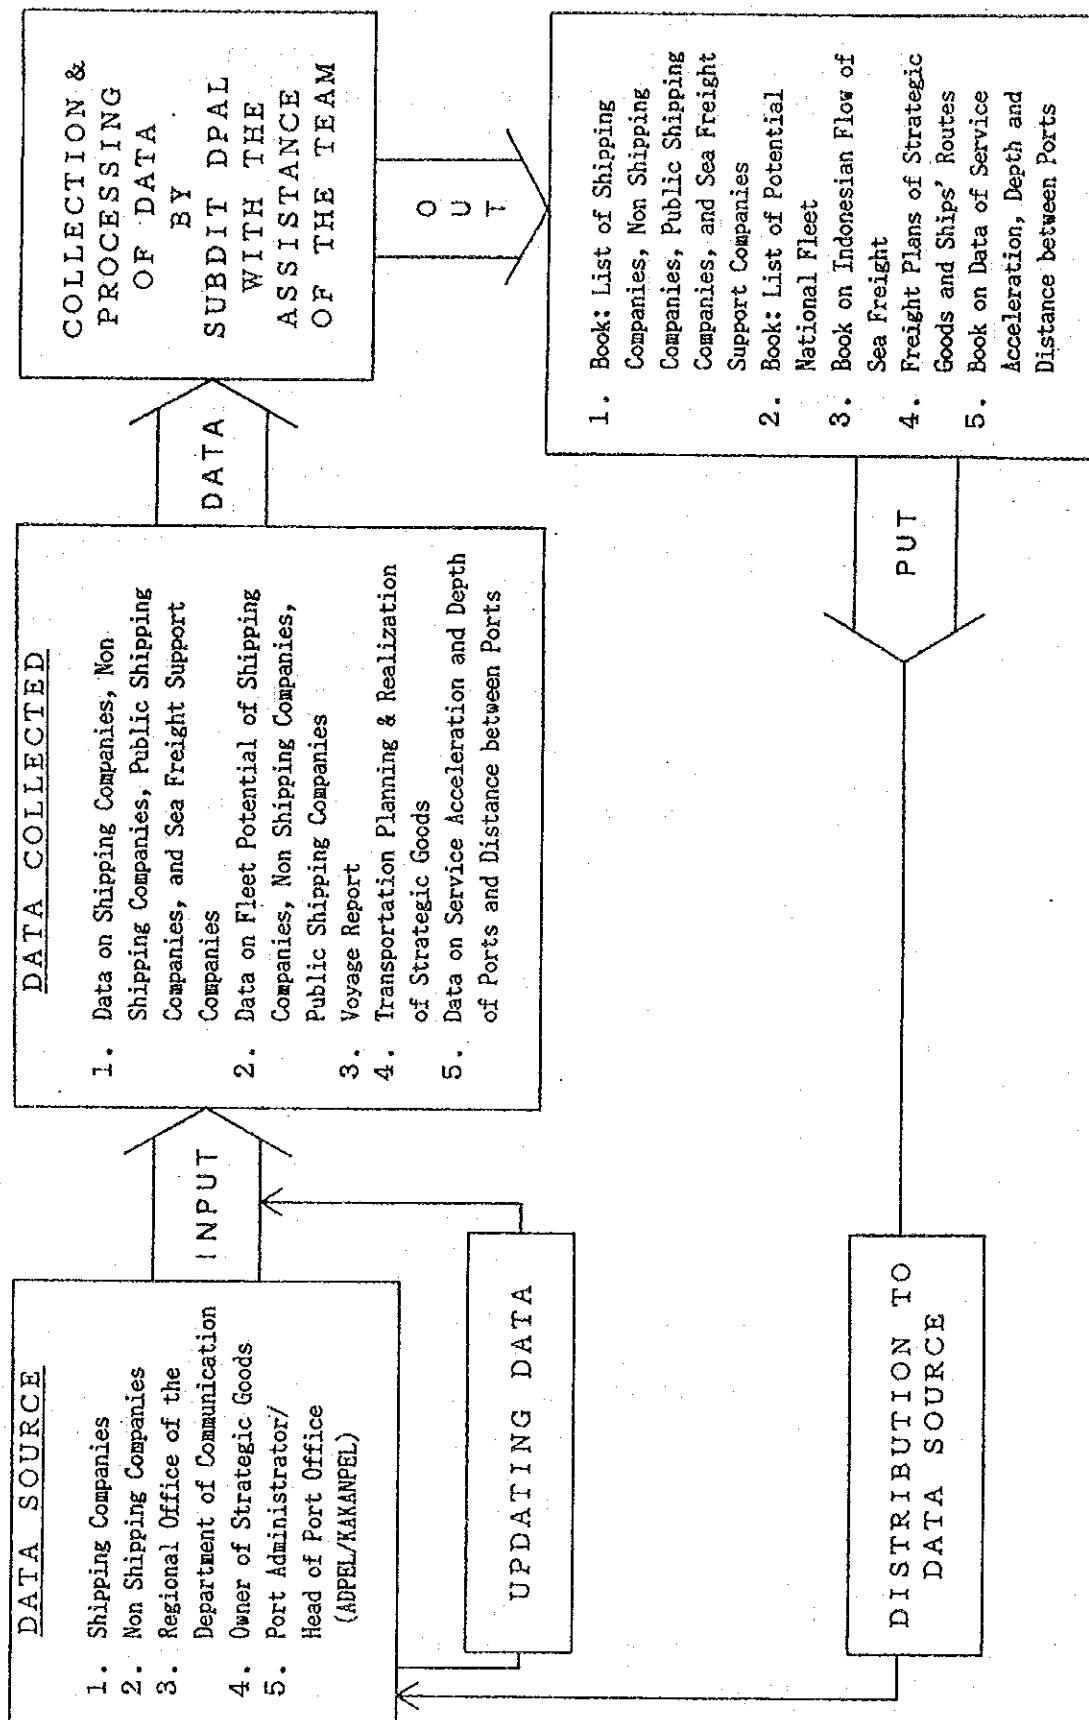 DATA SOURCE
1. Shipping Companies
2. Non Shipping Companies
3. Regional Office of the
Department of Communication
4. Owner of Strategic Goods
5. Port Administrator/
Head of Port Office
(ADPEL/KAKANPEL)
INPUT
UPDATING DATA
DATA COLLECTED
1. Data on Shipping Companies, Non
Shipping Companies, Public Shipping
Companies, and Sea Freight Support
Companies
2. Data on Fleet Potential of Shipping
Companies, Non Shipping Companies,
Public Shipping Companies
3. Voyage Report
4. Transportation Planning & Realization
of Strategic Goods
5. Data on Service Acceleration and Depth
of Ports and Distance between Ports
DATA
COLLECTION &
PROCESSING
OF DATA
BY
SUBDIT DPAL
WITH THE
ASSISTANCE
OF THE TEAM
OUT
1. Book: List of Shipping
Companies, Non Shipping
Companies, Public Shipping
Companies, and Sea Freight
Support Companies
2. Book: List of Potential
National Fleet
3. Book on Indonesian Flow of
Sea Freight
4. Freight Plans of Strategic
Goods and Ships' Routes
5. Book on Data of Service
Acceleration, Depth and
Distance between Ports
PUT
DISTRIBUTION TO
DATA SOURCE